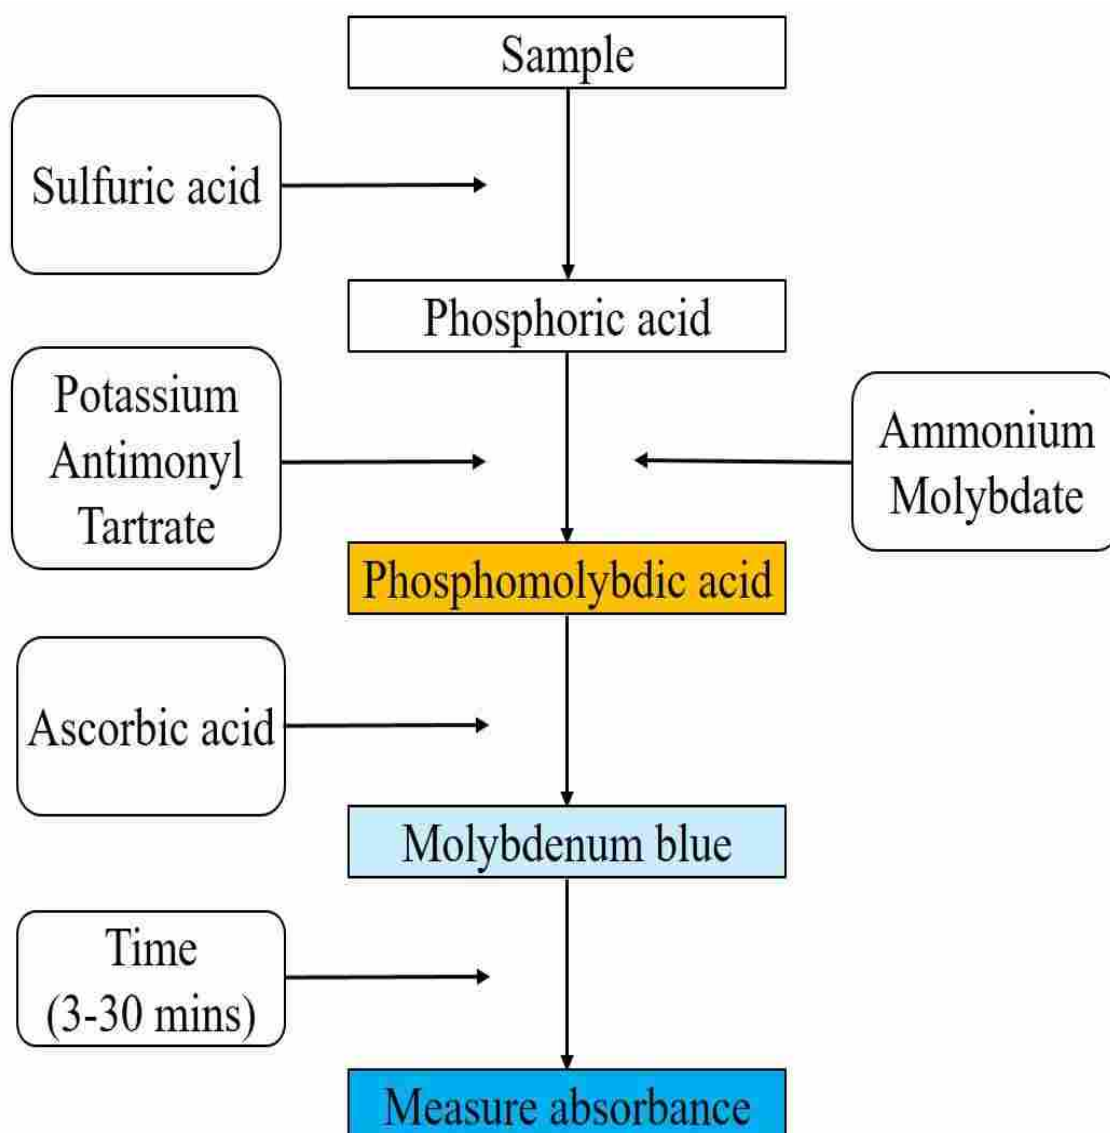 Sample
Sulfuric acid
Phosphoric acid
Potassium
Antimonyl
Tartrate
Ammonium
Molybdate
Phosphomolybdic acid
Ascorbic acid
Molybdenum blue
Time
(3-30 mins)
Measure absorbance